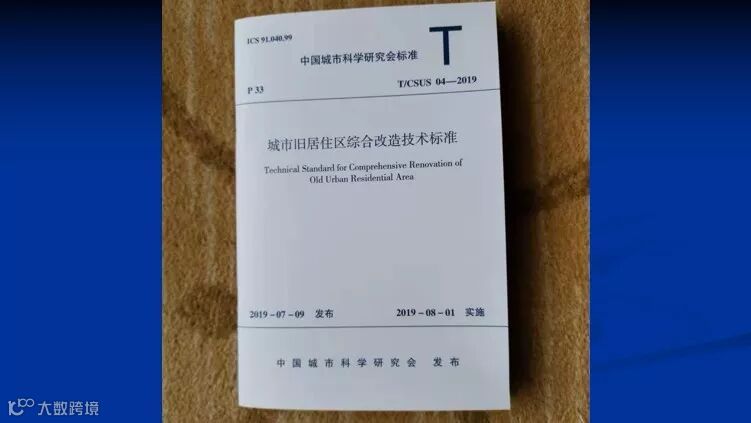 ICS 91.040.99
中国城市科学研究会标准
T
P 33
T/CSUS 04—2019
城市旧居住区综合改造技术标准
Technical Standard for Comprehensive Renovation of
Old Urban Residential Area
2019-07-09 发布
2019-08-01 实施
中国城市科学研究会 发布
大数跨境